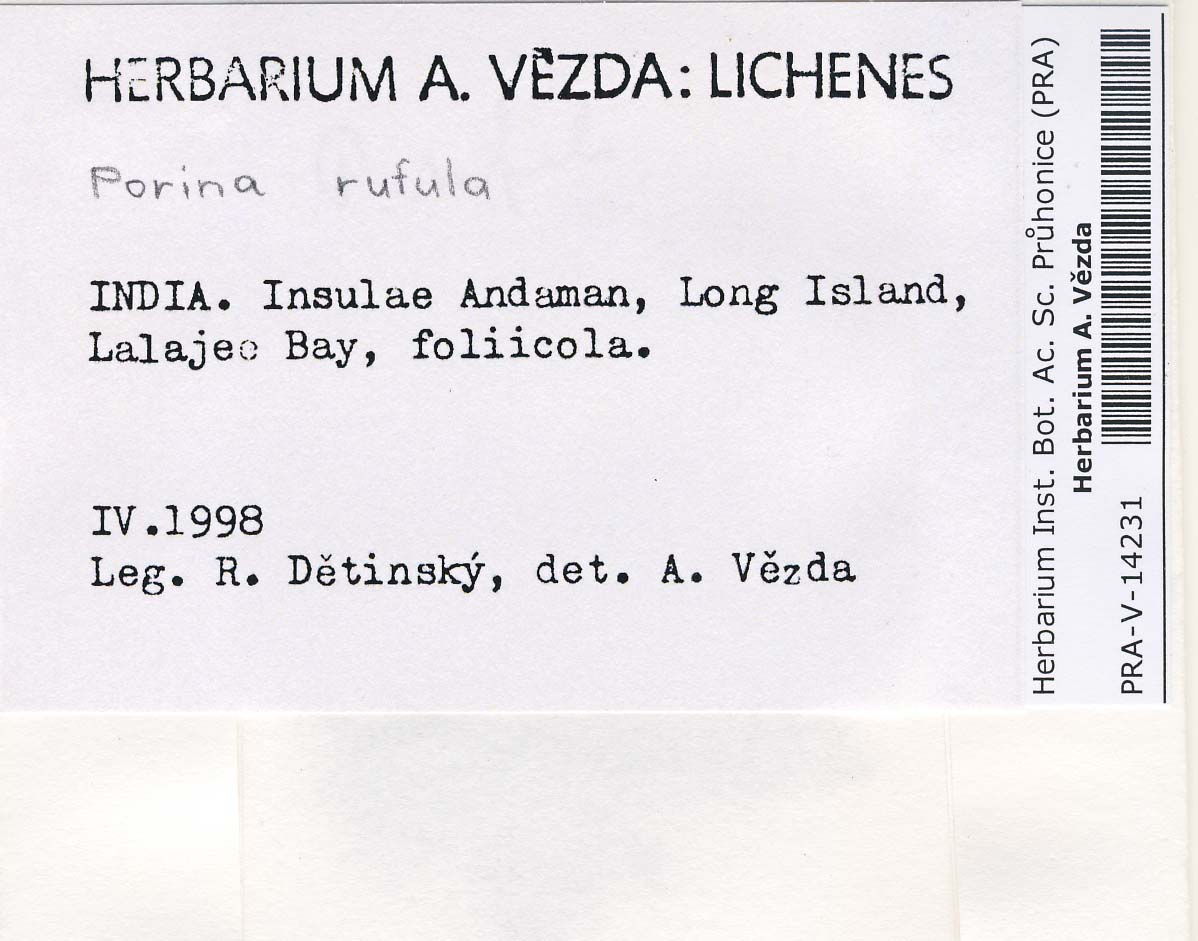 HERBARIUM A. VĚZDA: LICHENES
Porina rufula
INDIA. Insulae Andaman, Long Island,
Lalajee Bay, foliicola.
IV.1998
Leg. R. Dětinský, det. A. Vězda
Herbarium Inst. Bot. Ac. Sc. Průhonice (PRA)
Herbarium A. Vězda
PRA-V-14231